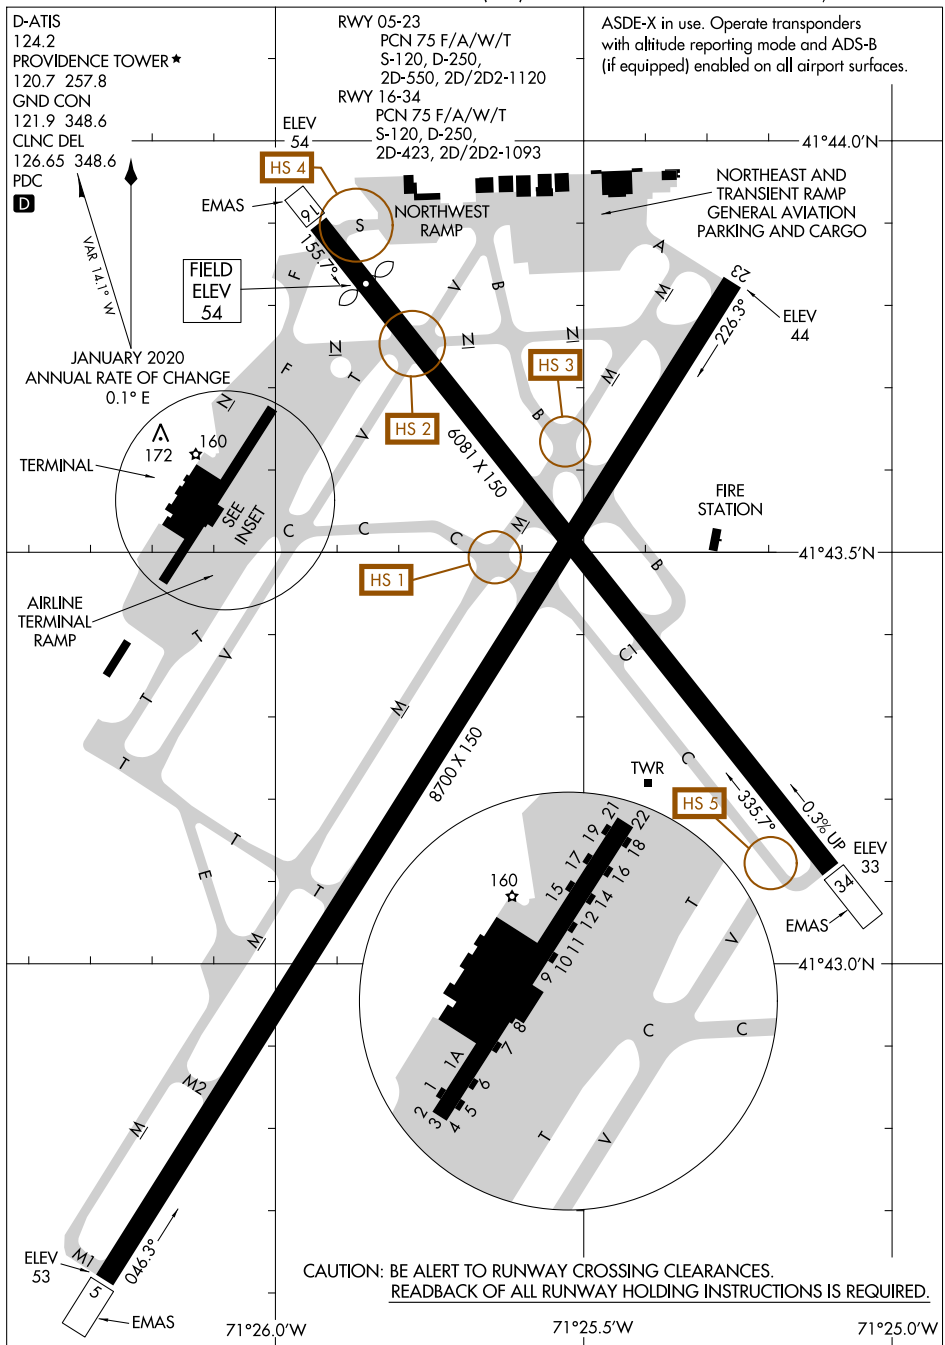 D-ATIS
124.2
PROVIDENCE TOWER★
120.7 257.8
GND CON
121.9 348.6
CLNC DEL
126.65 348.6
PDC
D
RWY 05-23
PCN 75 F/A/W/T
S-120, D-250,
2D-550, 2D/2D2-1120
RWY 16-34
PCN 75 F/A/W/T
S-120, D-250,
2D-423, 2D/2D2-1093
ASDE-X in use. Operate transponders
with altitude reporting mode and ADS-B
(if equipped) enabled on all airport surfaces.
ELEV
54
41°44.0'N
HS 4
EMAS
16
S
NORTHWEST
RAMP
NORTHEAST AND
TRANSIENT RAMP
GENERAL AVIATION
PARKING AND CARGO
VAR 14.1° W
155.7°
F
V
B
A
M
23
FIELD
ELEV
54
226.3°
ELEV
44
JANUARY 2020
ANNUAL RATE OF CHANGE
0.1° E
N
N
N
F
T
N
HS 3
M
HS 2
B
V
6081 X 150
172
160
TERMINAL
SEE
INSET
C
C
C
M
FIRE
STATION
41°43.5'N
HS 1
B
AIRLINE
TERMINAL
RAMP
T
V
C1
T
M
8700 X 150
T
C
TWR
HS 5
335.7°
0.3% UP
T
ELEV
33
E
T
34
EMAS
M
21
22
19
18
17
16
15
14
12
11
10
9
160
T
V
41°43.0'N
C
C
8
7
1A
6
1
5
2
3
4
T
V
M2
M
046.3°
M1
ELEV
53
5
EMAS
CAUTION: BE ALERT TO RUNWAY CROSSING CLEARANCES.
READBACK OF ALL RUNWAY HOLDING INSTRUCTIONS IS REQUIRED.
71°26.0'W
71°25.5'W
71°25.0'W